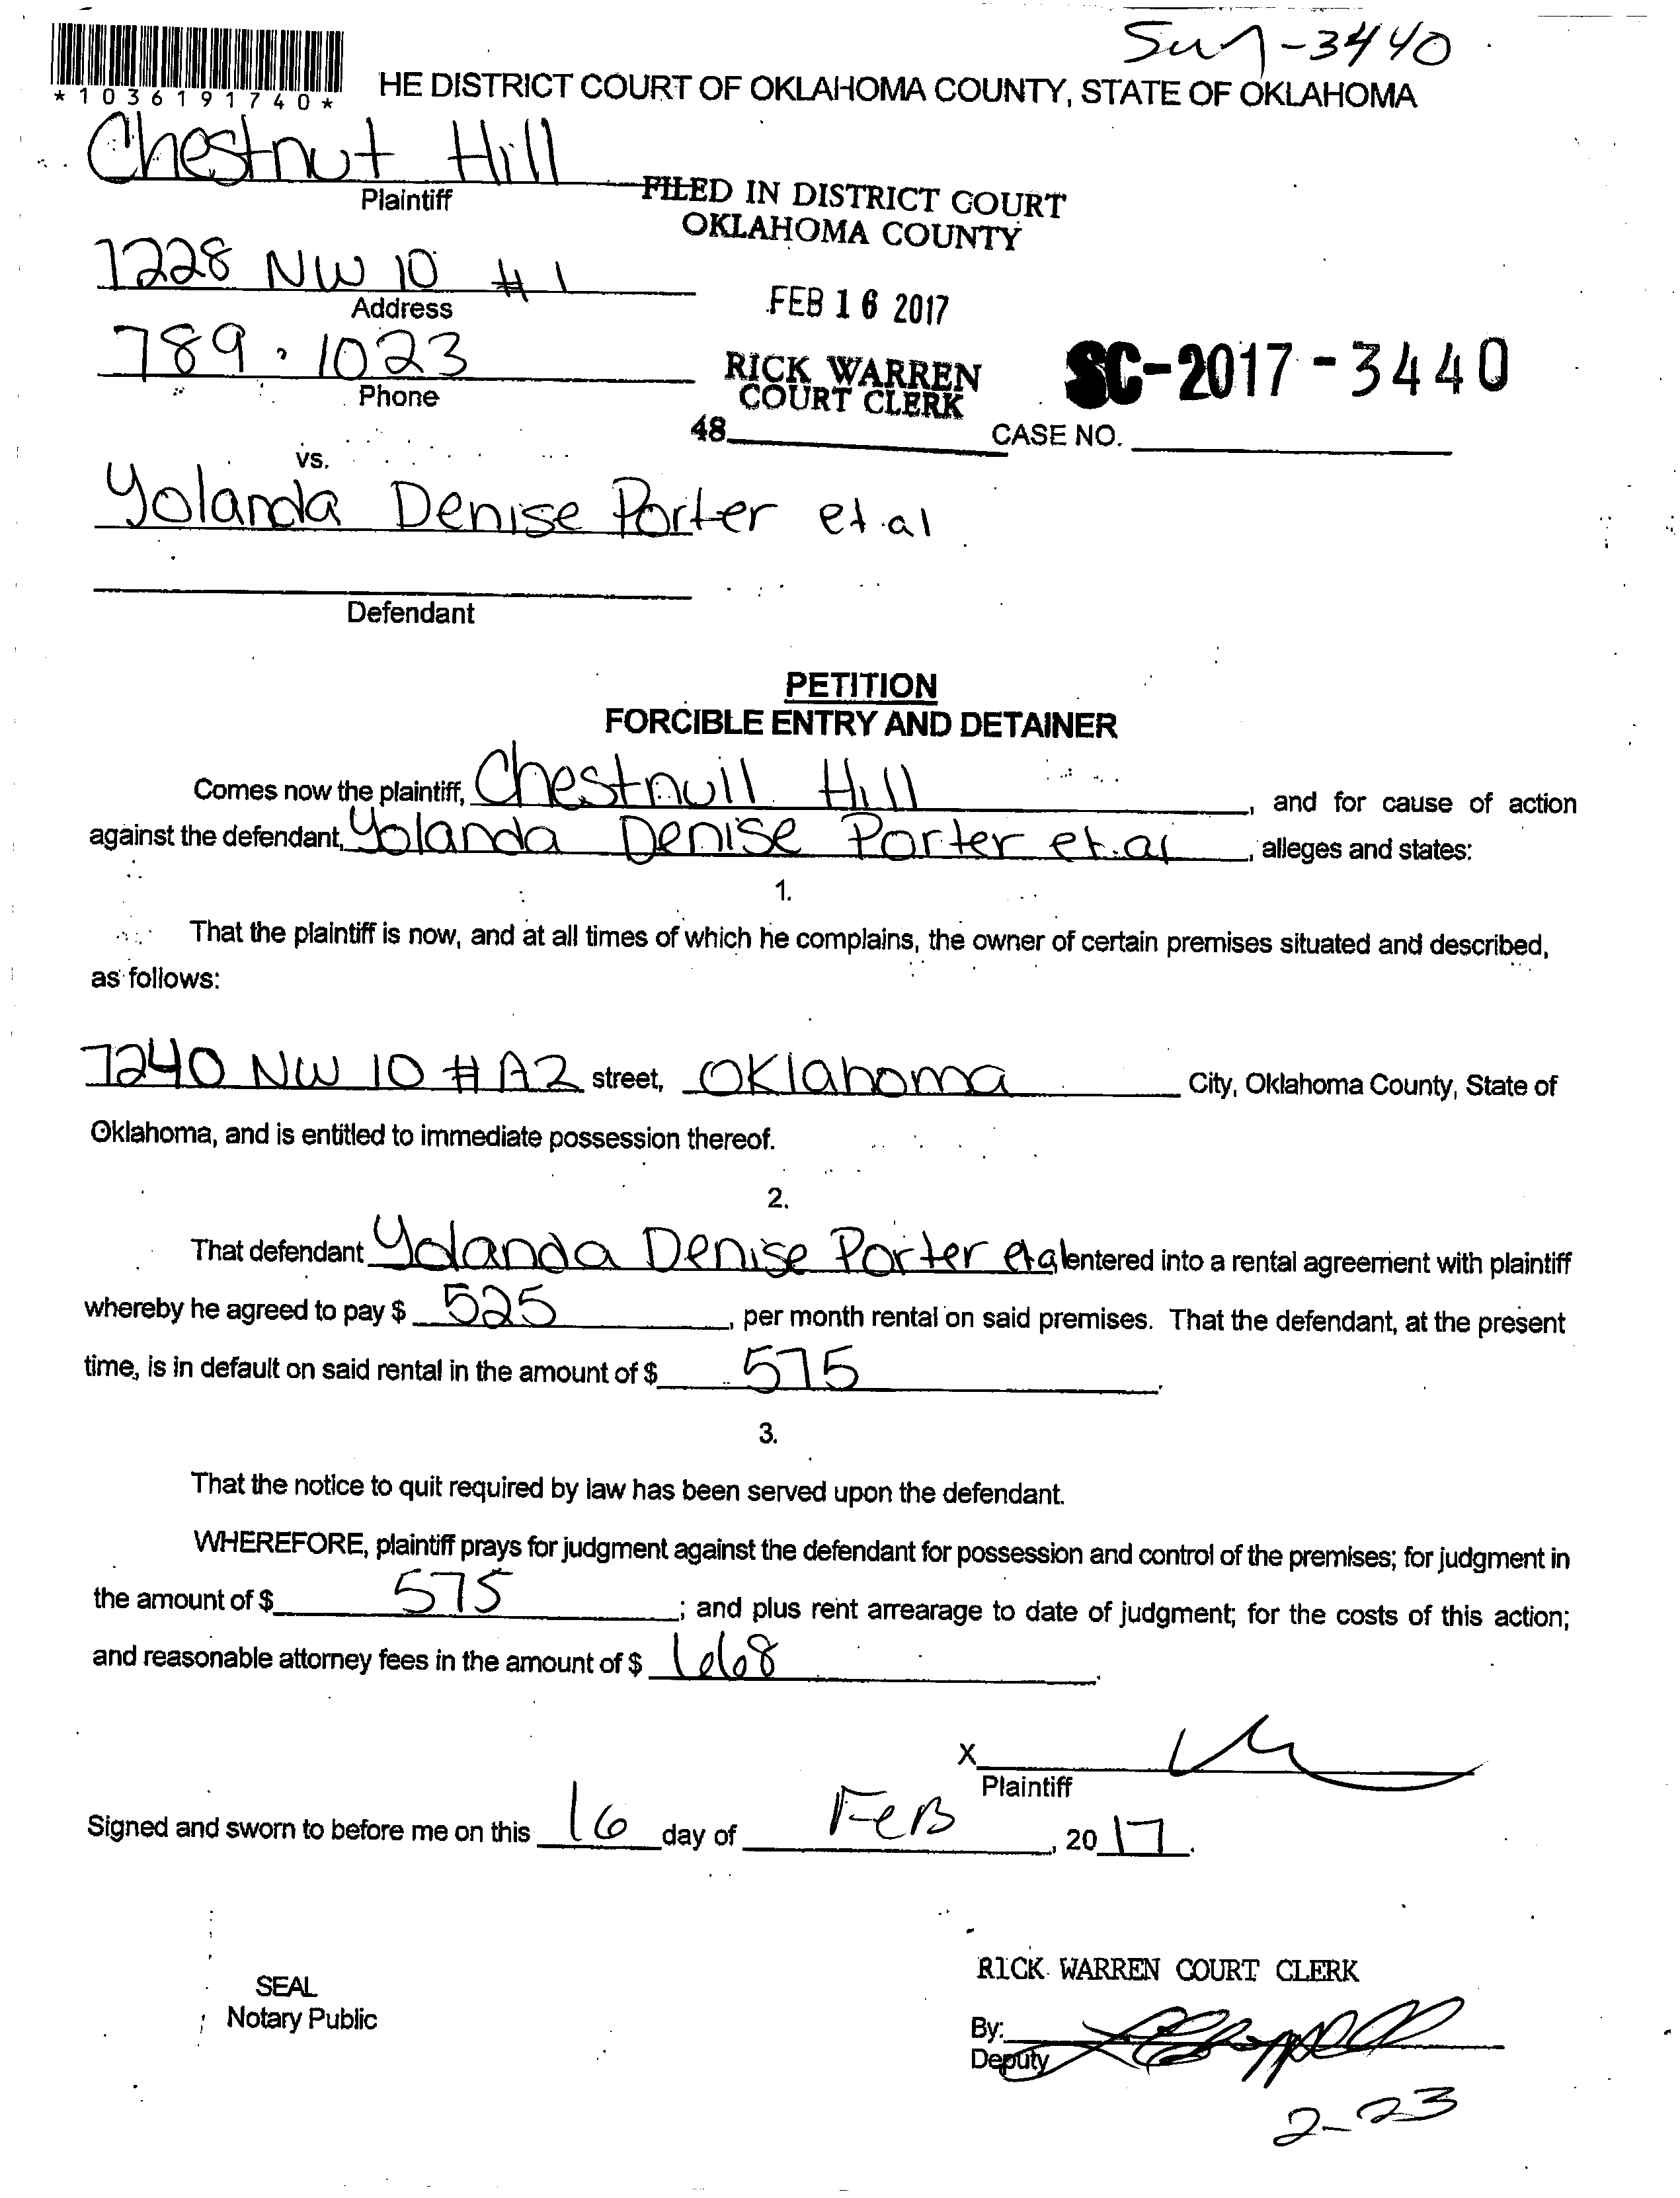 Sm 17-3440
*1036191740*
HE DISTRICT COURT OF OKLAHOMA COUNTY, STATE OF OKLAHOMA
Chestnut Hill
Plaintiff
FILED IN DISTRICT COURT
OKLAHOMA COUNTY
7228 NW 10 #1
Address
FEB 16 2017
789-1023
Phone
RICK WARREN
COURT CLERK
SC-2017-3440
48
CASE NO.
vs.
Yolanda Denise Porter et al
Defendant
PETITION
FORCIBLE ENTRY AND DETAINER
Comes now the plaintiff, Chestnull Hill, and for cause of action
against the defendant, Yolanda Denise Porter et.al, alleges and states:
1.
That the plaintiff is now, and at all times of which he complains, the owner of certain premises situated and described,
as follows:
7240 NW 10 #A2 street, Oklahoma City, Oklahoma County, State of
Oklahoma, and is entitled to immediate possession thereof.
2.
That defendant Yolanda Denise Porter et al entered into a rental agreement with plaintiff
whereby he agreed to pay $ 525, per month rental on said premises. That the defendant, at the present
time, is in default on said rental in the amount of $ 575.
3.
That the notice to quit required by law has been served upon the defendant.
WHEREFORE, plaintiff prays for judgment against the defendant for possession and control of the premises; for judgment in
the amount of $ 575; and plus rent arrearage to date of judgment; for the costs of this action;
and reasonable attorney fees in the amount of $ 168.
X
Plaintiff
Signed and sworn to before me on this 16 day of FeB, 2017.
RICK WARREN COURT CLERK
SEAL
Notary Public
By:
Deputy
2-23